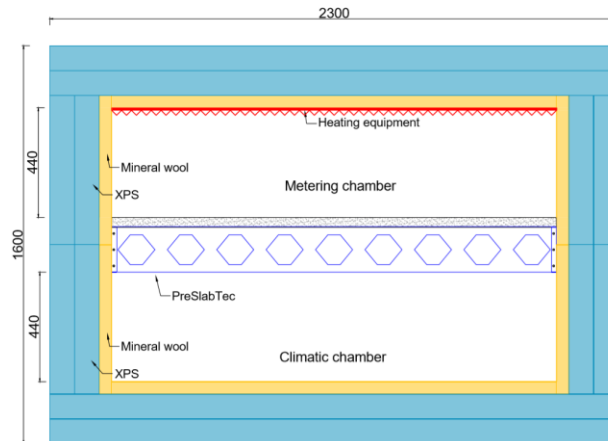 2300
Heating equipment
440
Mineral wool
Metering chamber
XPS
1600
PreSlabTec
440
Mineral wool
Climatic chamber
XPS